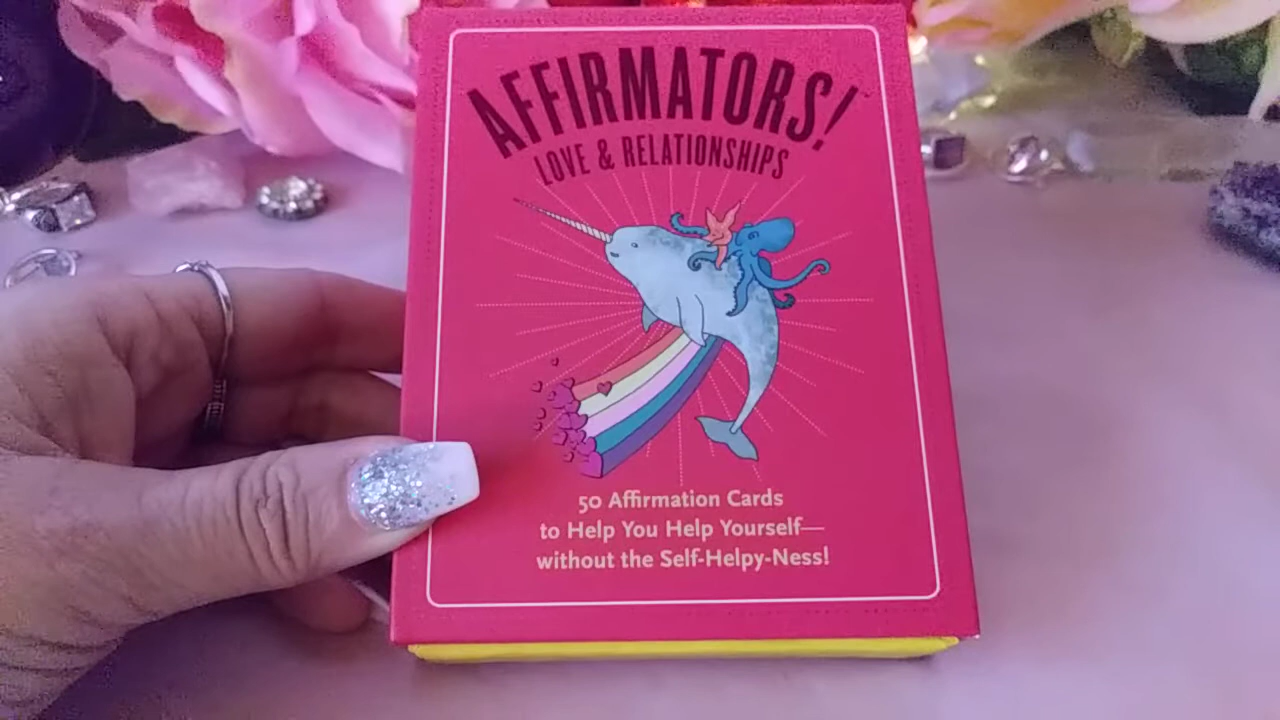 AFFIRMATORS!
LOVE & RELATIONSHIPS
50 Affirmation Cards
to Help You Help Yourself—
without the Self-Helpy-Ness!